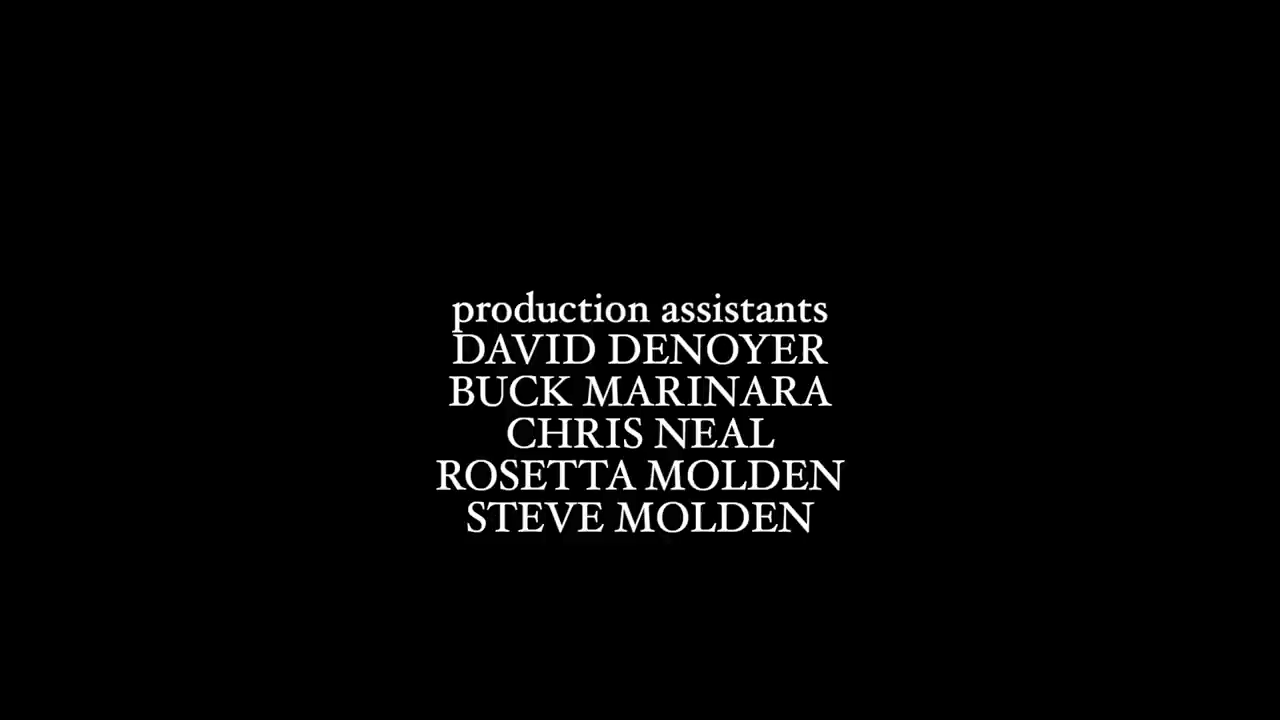 production assistants
DAVID DENOYER
BUCK MARINARA
CHRIS NEAL
ROSETTA MOLDEN
STEVE MOLDEN